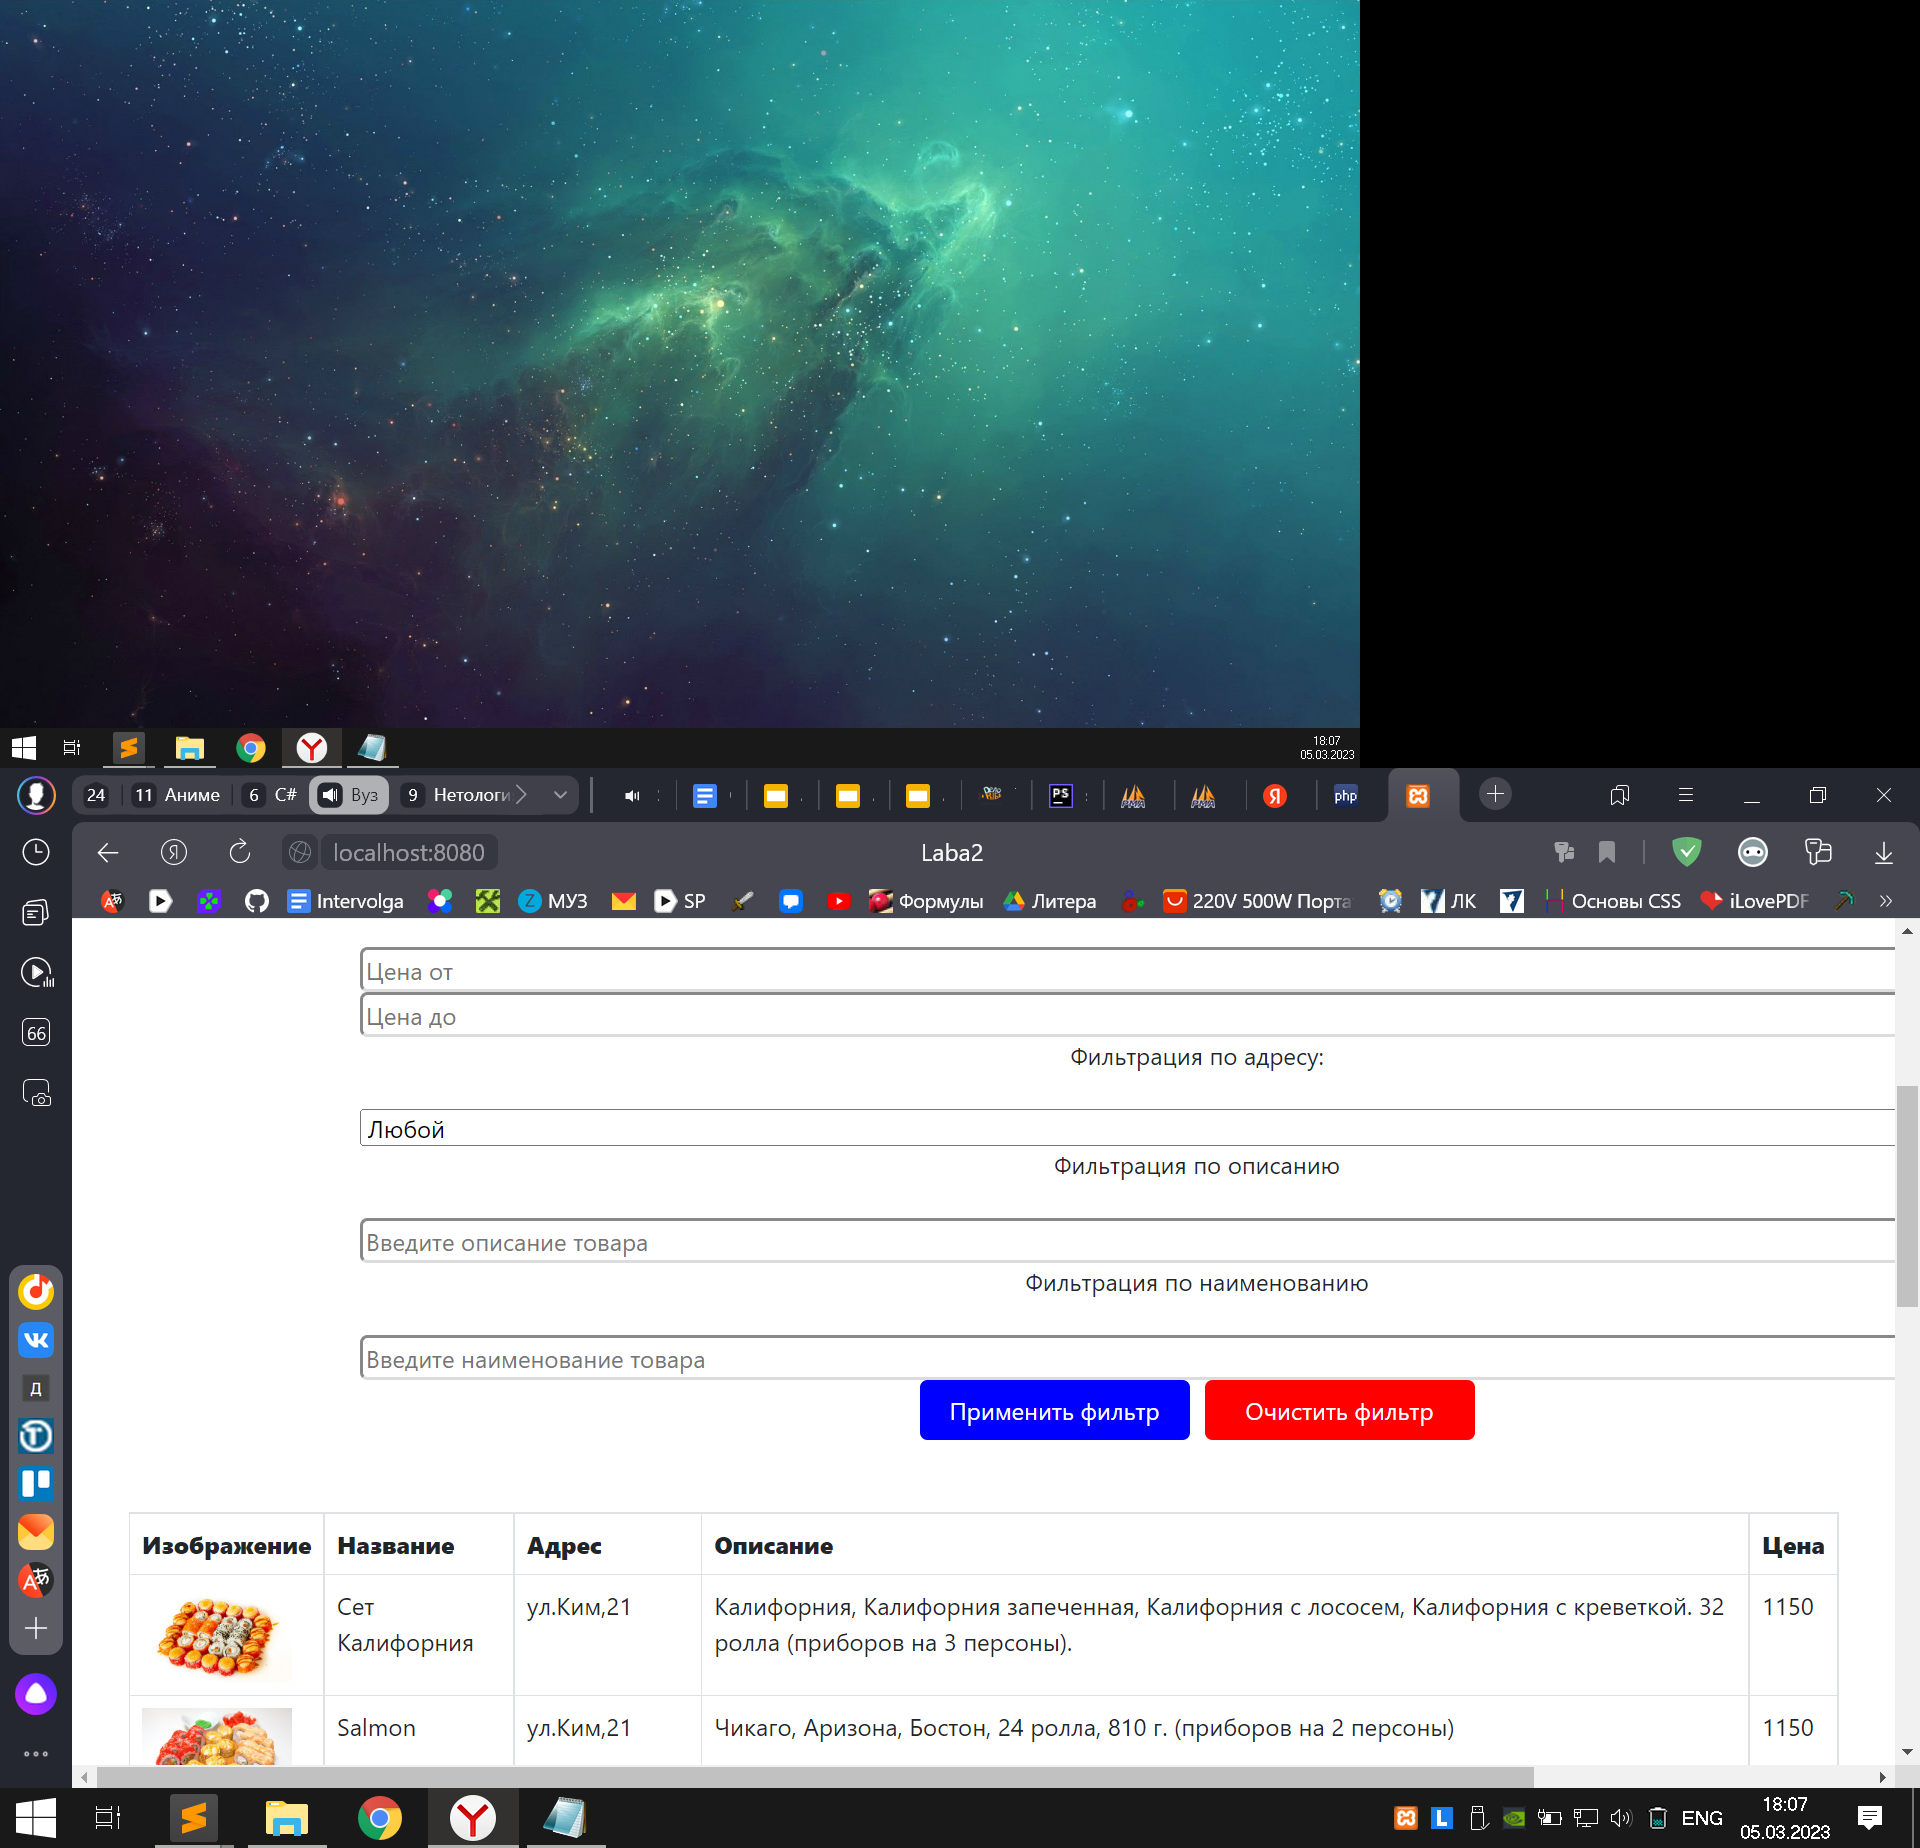 18:07
05.03.2023
24
11 Аниме
6 C#
Вуз
9 Нетологи
PS
PMA
PMA
Я
php
Я
localhost:8080
Laba2
Intervolga
МУЗ
SP
Формулы
Литера
220V 500W Порта
ЛК
Основы CSS
iLovePDF
66
Цена от
Цена до
Фильтрация по адресу:
Любой
Фильтрация по описанию
Введите описание товара
Фильтрация по наименованию
Введите наименование товара
Применить фильтр
Очистить фильтр
Изображение Название Адрес Описание Цена
Сет Калифорния ул.Ким,21 Калифорния, Калифорния запеченная, Калифорния с лососем, Калифорния с креветкой. 32
ролла (приборов на 3 персоны). 1150
Salmon ул.Ким,21 Чикаго, Аризона, Бостон, 24 ролла, 810 г. (приборов на 2 персоны) 1150
Д
ENG
18:07
05.03.2023